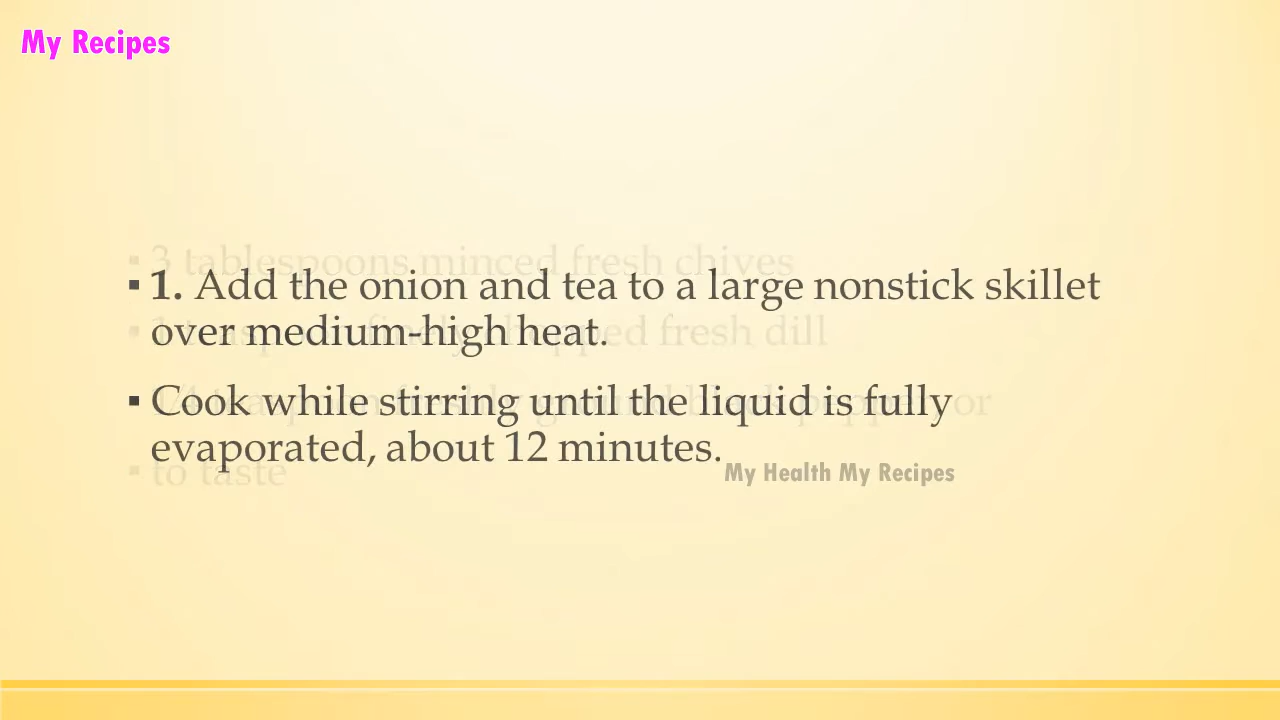 My Recipes
▪ 3 tablespoons minced fresh chives
▪ 1. Add the onion and tea to a large nonstick skillet
over medium-high heat.
fresh dill
▪ Cook while stirring until the liquid is fully
or
evaporated, about 12 minutes.
▪ to taste
My Health My Recipes